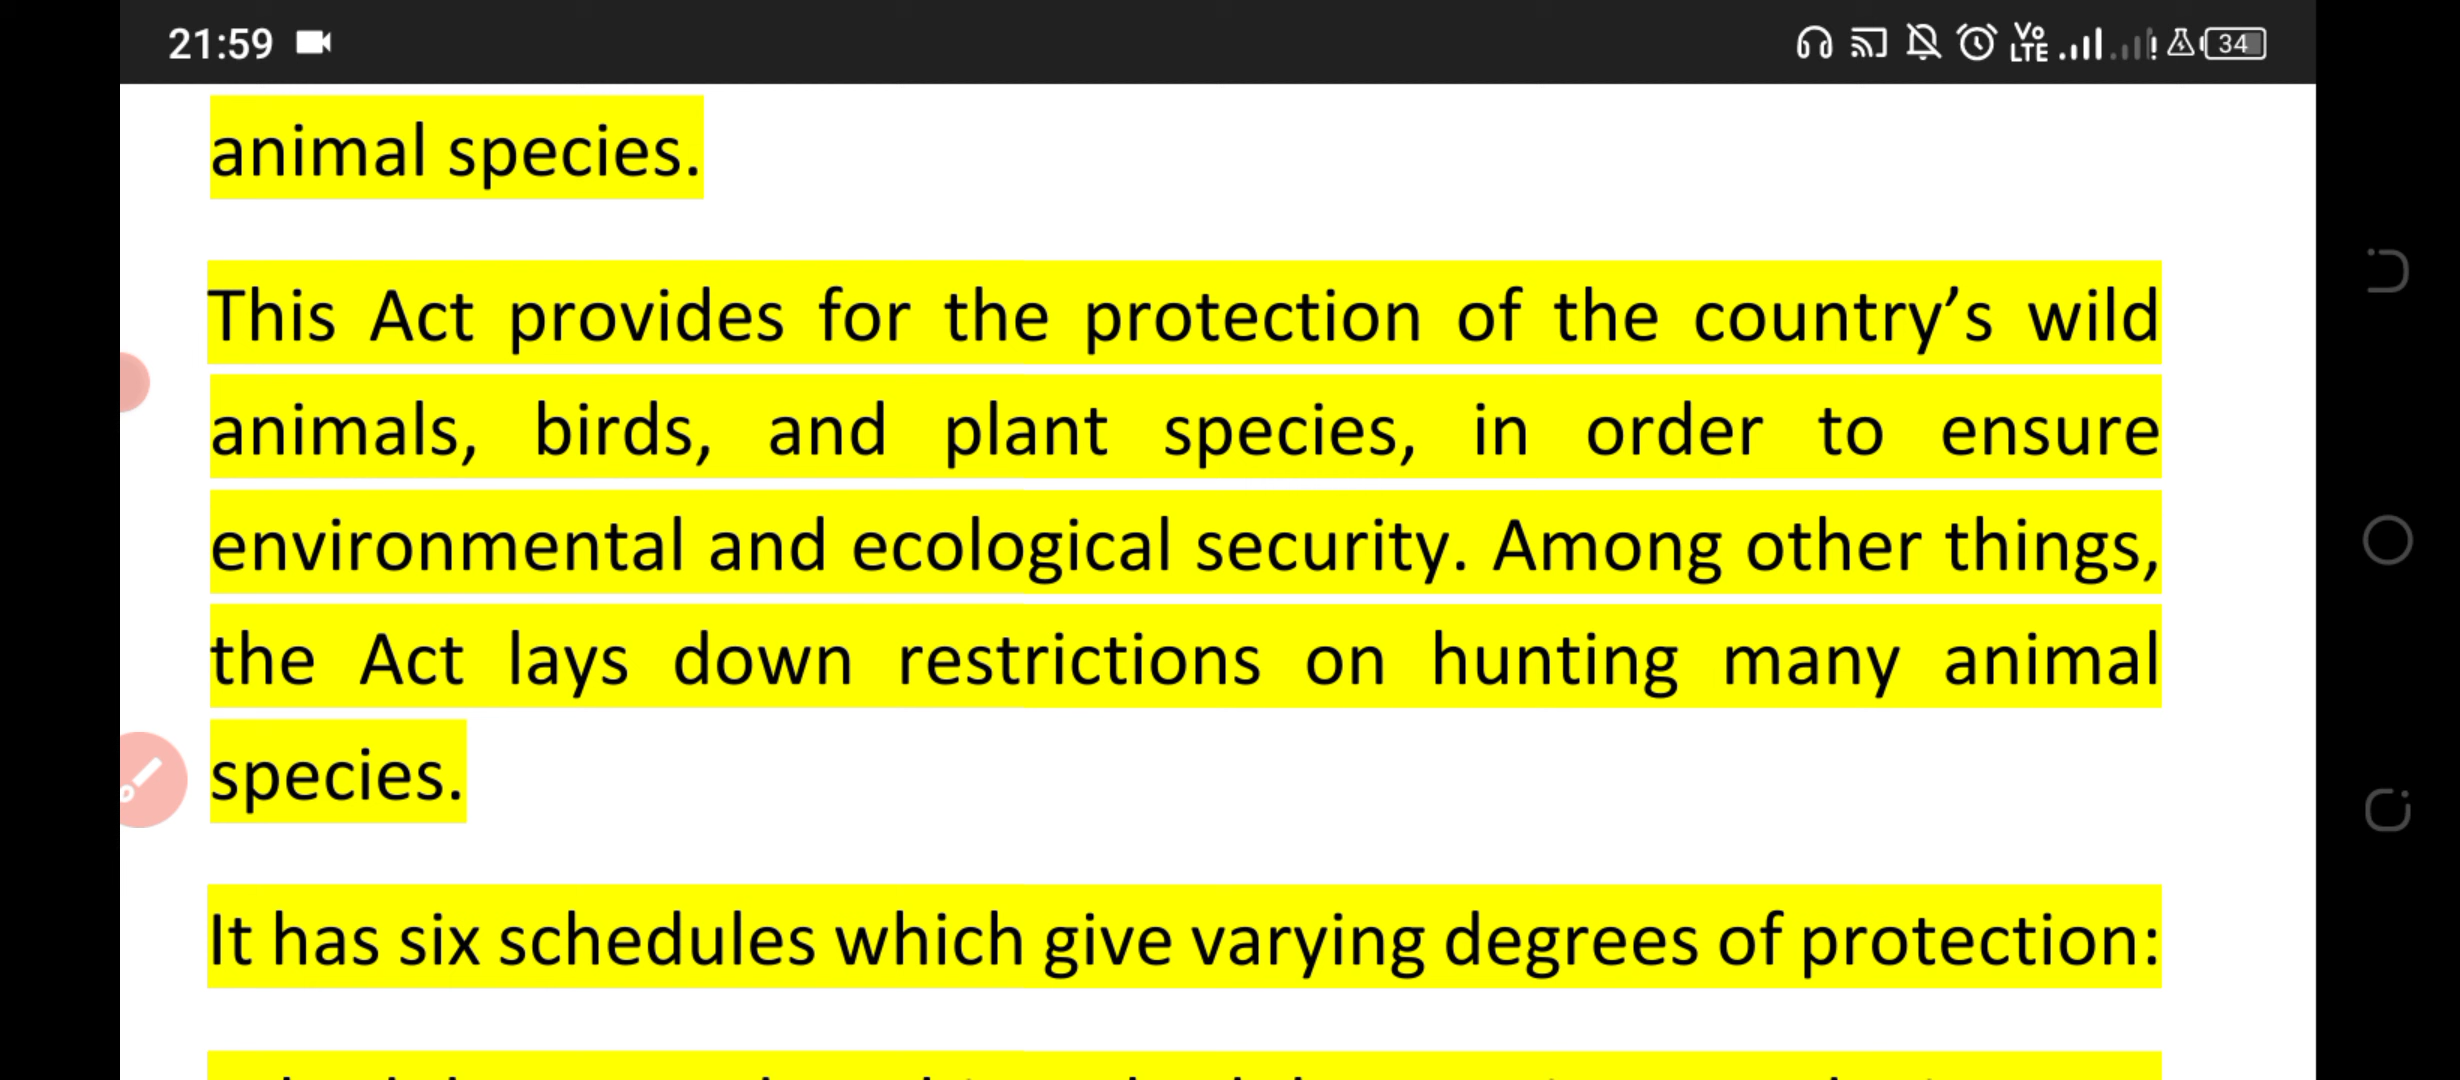 21:59 Vo LTE 34
animal species.
This Act provides for the protection of the country’s wild
animals, birds, and plant species, in order to ensure
environmental and ecological security. Among other things,
the Act lays down restrictions on hunting many animal
species.
It has six schedules which give varying degrees of protection: